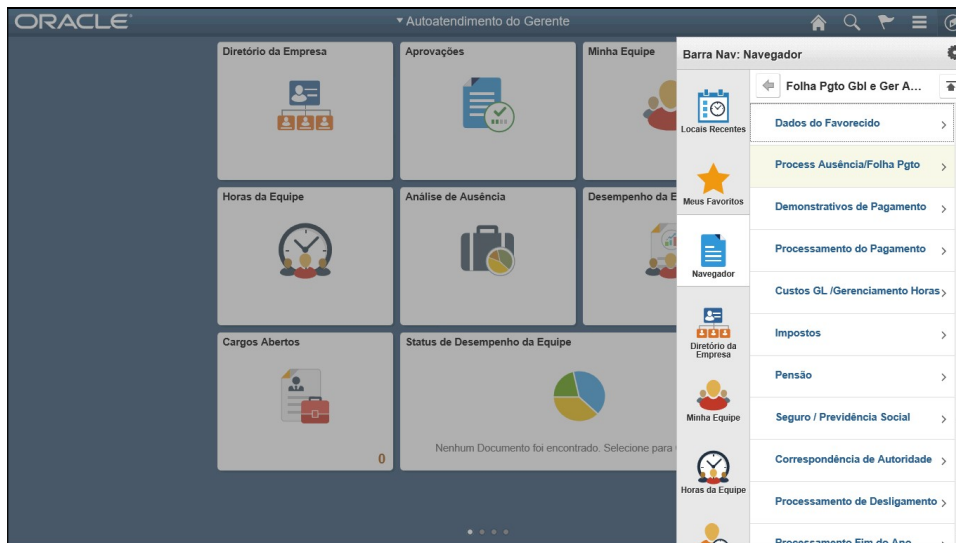 ORACLE
Autoatendimento do Gerente
Diretório da Empresa
Aprovações
Minha Equipe
Horas da Equipe
Análise de Ausência
Desempenho da E
Cargos Abertos
0
Status de Desempenho da Equipe
Nenhum Documento foi encontrado. Selecione para
Barra Nav: Navegador
Locais Recentes
Meus Favoritos
Navegador
Diretório da
Empresa
Minha Equipe
Horas da Equipe
Folha Pgto Gbl e Ger A...
Dados do Favorecido
Process Ausência/Folha Pgto
Demonstrativos de Pagamento
Processamento do Pagamento
Custos GL /Gerenciamento Horas
Impostos
Pensão
Seguro / Previdência Social
Correspondência de Autoridade
Processamento de Desligamento
Processamento Fim do Ano